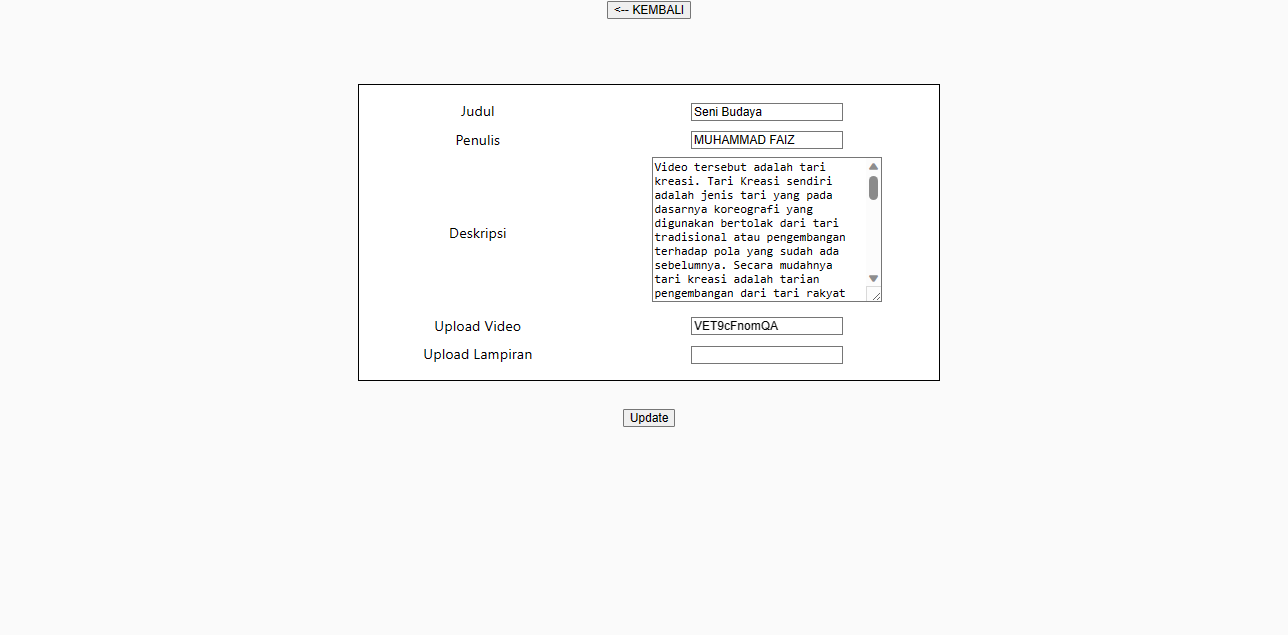 <-- KEMBALI
Judul
Seni Budaya
Penulis
MUHAMMAD FAIZ
Deskripsi
Video tersebut adalah tari
kreasi. Tari Kreasi sendiri
adalah jenis tari yang pada
dasarnya koreografi yang
digunakan bertolak dari tari
tradisional atau pengembangan
terhadap pola yang sudah ada
sebelumnya. Secara mudahnya
tari kreasi adalah tarian
pengembangan dari tari rakyat
Upload Video
VET9cFnomQA
Upload Lampiran
Update